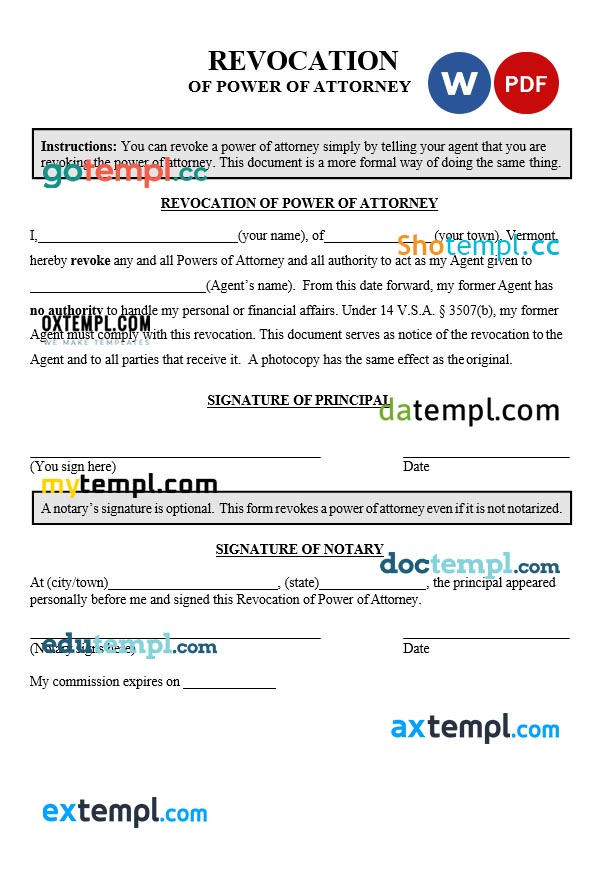 REVOCATION
OF POWER OF ATTORNEY
W
PDF
Instructions: You can revoke a power of attorney simply by telling your agent that you are
revoking the power of attorney. This document is a more formal way of doing the same thing.
gotempl.cc
REVOCATION OF POWER OF ATTORNEY
I,____________________________(your name), of________________(your town), Vermont,
Shotempl.cc
hereby revoke any and all Powers of Attorney and all authority to act as my Agent given to
_________________________(Agent’s name). From this date forward, my former Agent has
no authority to handle my personal or financial affairs. Under 14 V.S.A. § 3507(b), my former
OXTEMPL.COM
WE MAKE TEMPLATES
Agent must comply with this revocation. This document serves as notice of the revocation to the
Agent and to all parties that receive it. A photocopy has the same effect as the original.
SIGNATURE OF PRINCIPAL
datempl.com
(You sign here) Date
mytempl.com
A notary’s signature is optional. This form revokes a power of attorney even if it is not notarized.
SIGNATURE OF NOTARY
doctempl.com
At (city/town)________________________, (state)_______________, the principal appeared
personally before me and signed this Revocation of Power of Attorney.
edutempl.com
(Notary signs here) Date
My commission expires on _____________
axtempl.com
extempl.com